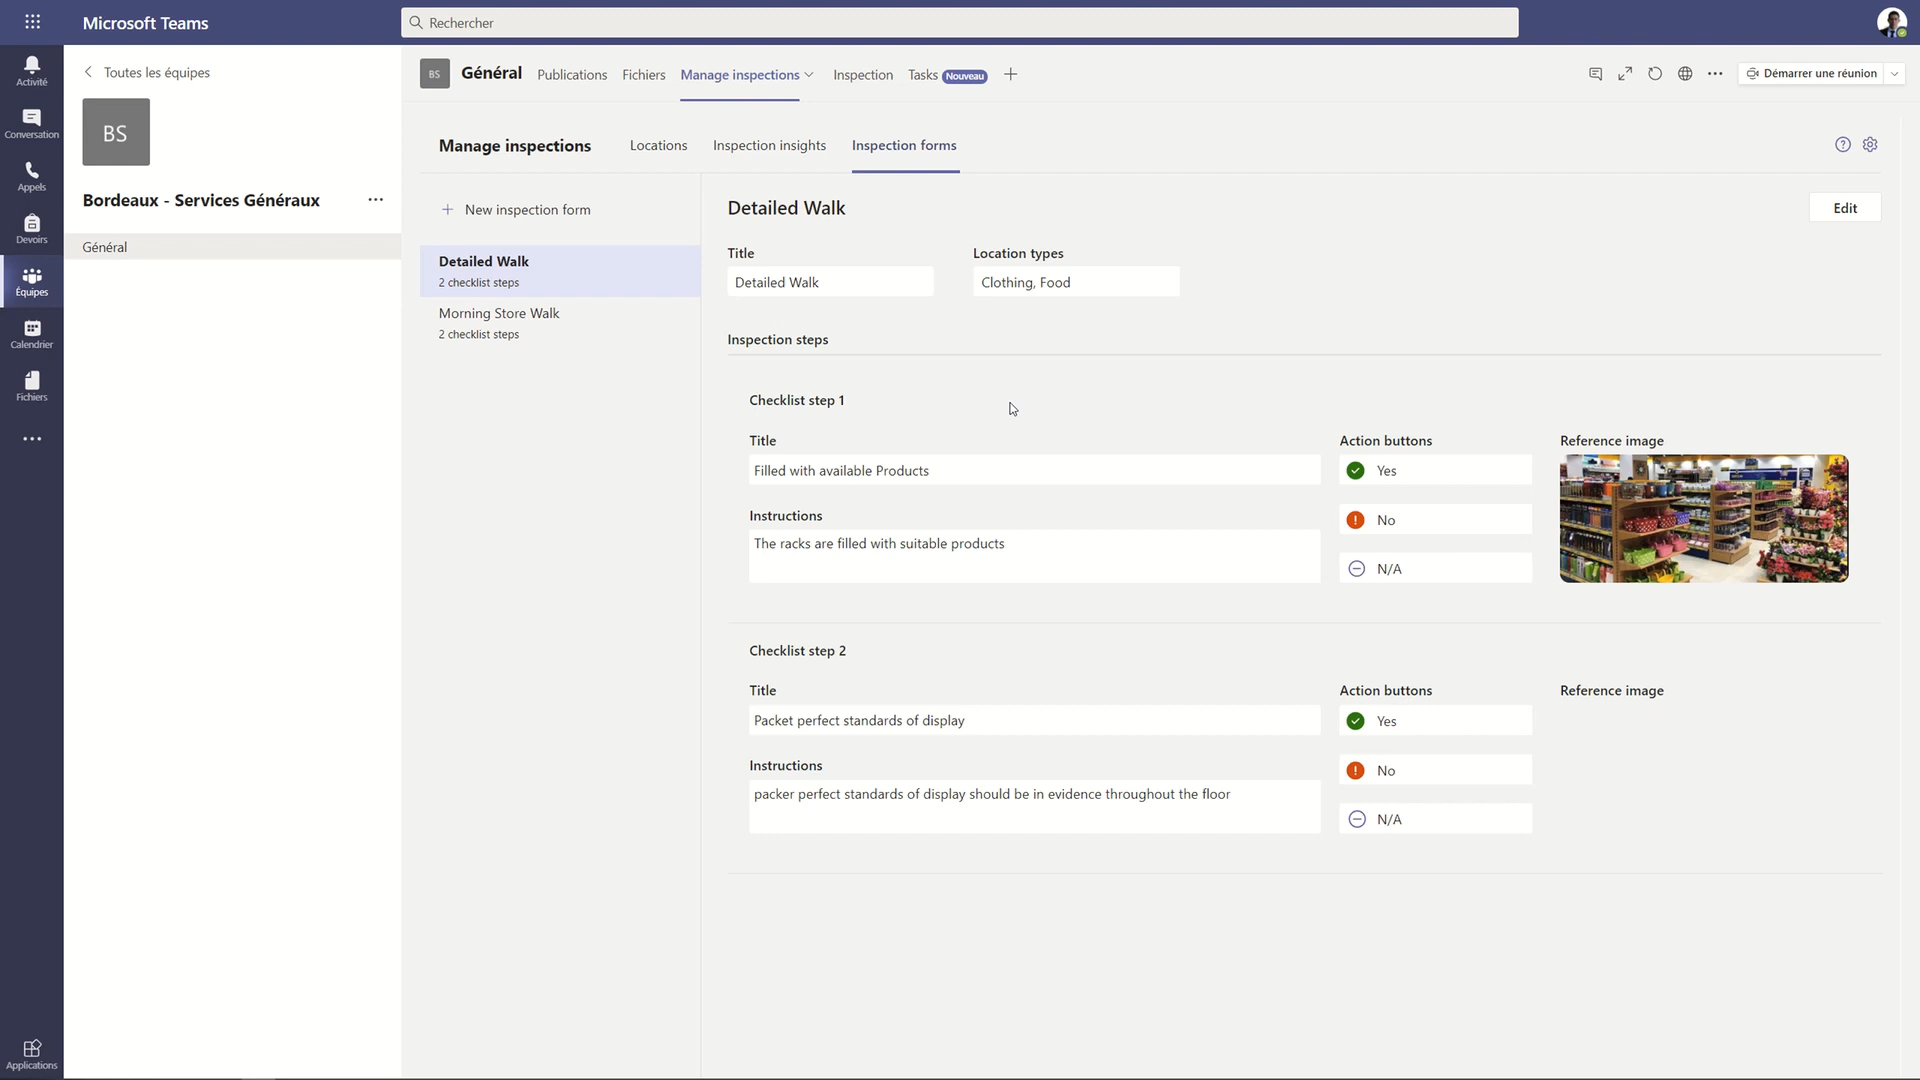 Microsoft Teams
Rechercher
Activité
Conversation
Appels
Devoirs
Équipes
Calendrier
Fichiers
Applications
Toutes les équipes
BS
Bordeaux - Services Généraux
Général
BS
Général
Publications
Fichiers
Manage inspections
Inspection
Tasks
Nouveau
Démarrer une réunion
Manage inspections
Locations
Inspection insights
Inspection forms
New inspection form
Detailed Walk
2 checklist steps
Morning Store Walk
2 checklist steps
Detailed Walk
Edit
Title
Location types
Detailed Walk
Clothing, Food
Inspection steps
Checklist step 1
Title
Action buttons
Reference image
Filled with available Products
Yes
Instructions
No
The racks are filled with suitable products
N/A
Checklist step 2
Title
Action buttons
Reference image
Packet perfect standards of display
Yes
Instructions
No
packer perfect standards of display should be in evidence throughout the floor
N/A